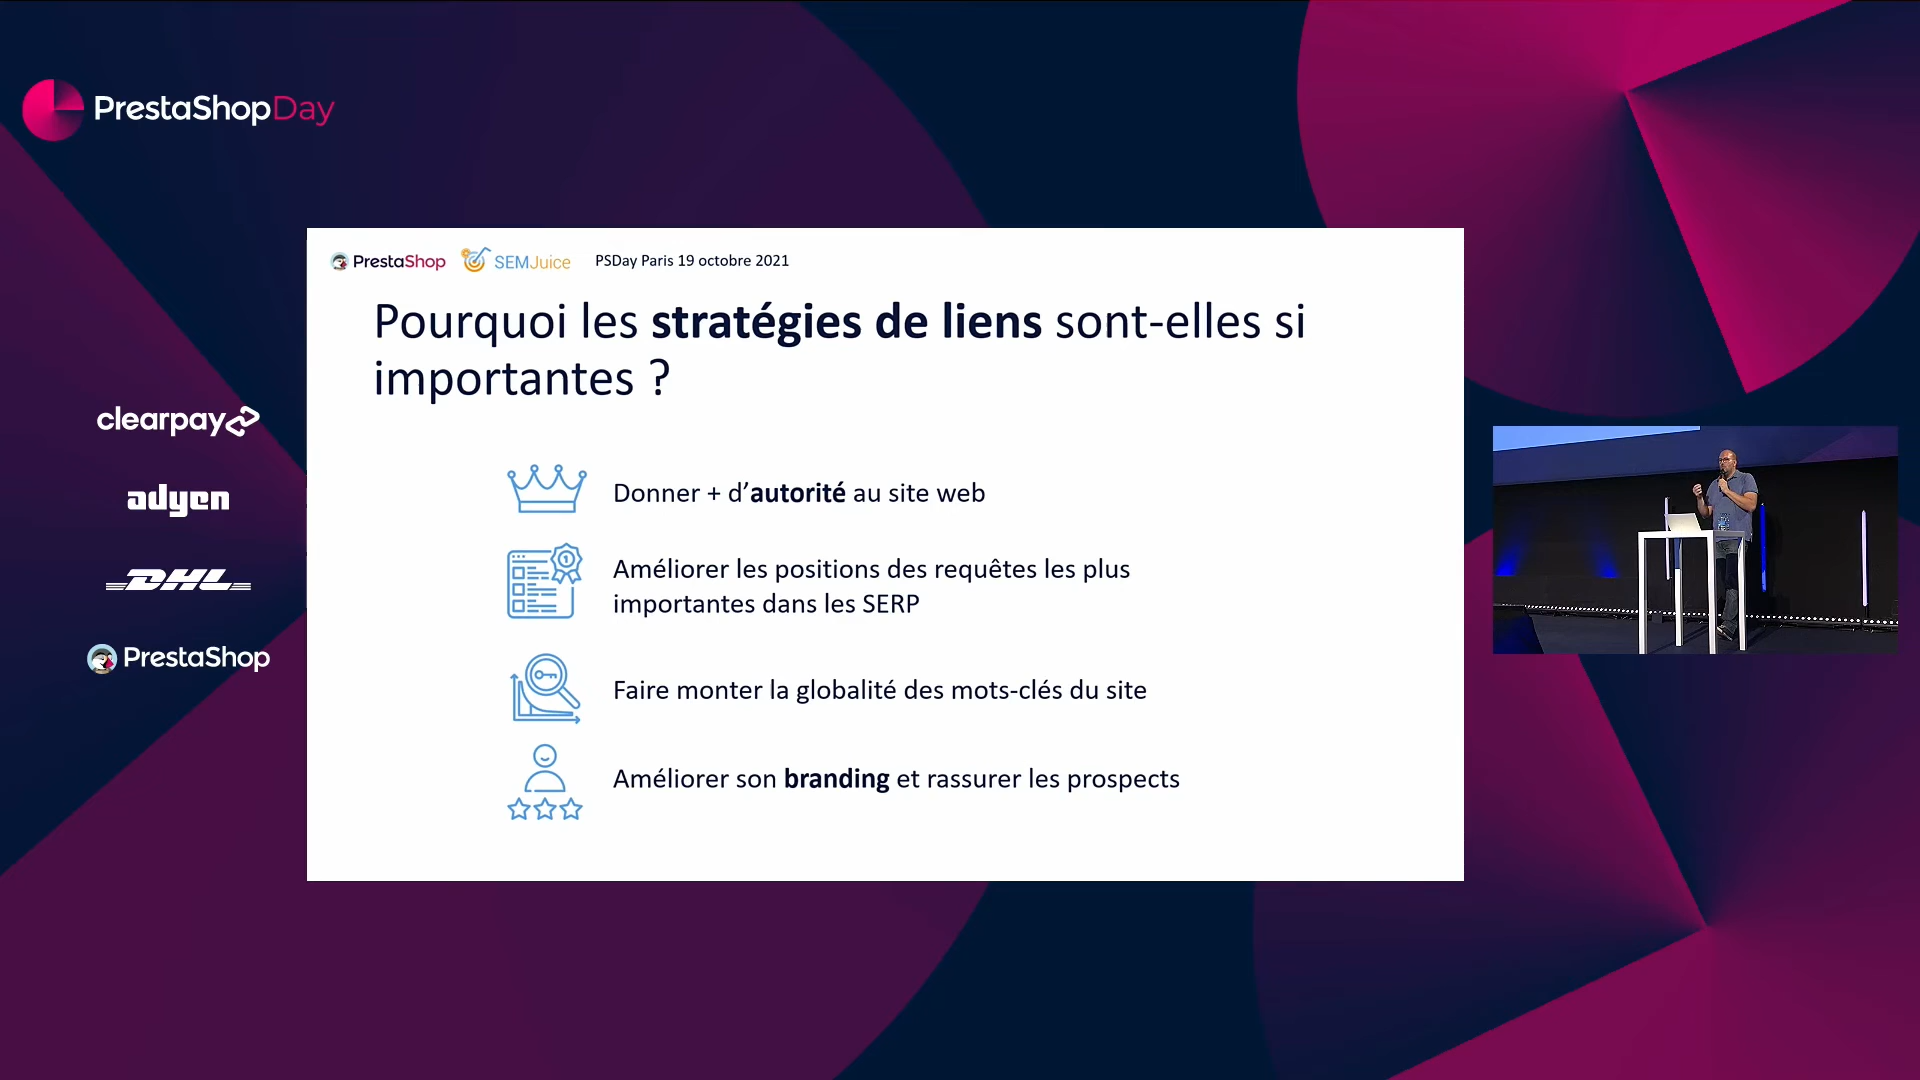 PrestaShopDay
clearpay
adyen
DHL
PrestaShop
PrestaShop SEMJuice PSDay Paris 19 octobre 2021
Pourquoi les stratégies de liens sont-elles si
importantes ?
Donner + d’autorité au site web
1
Améliorer les positions des requêtes les plus
importantes dans les SERP
Faire monter la globalité des mots-clés du site
Améliorer son branding et rassurer les prospects